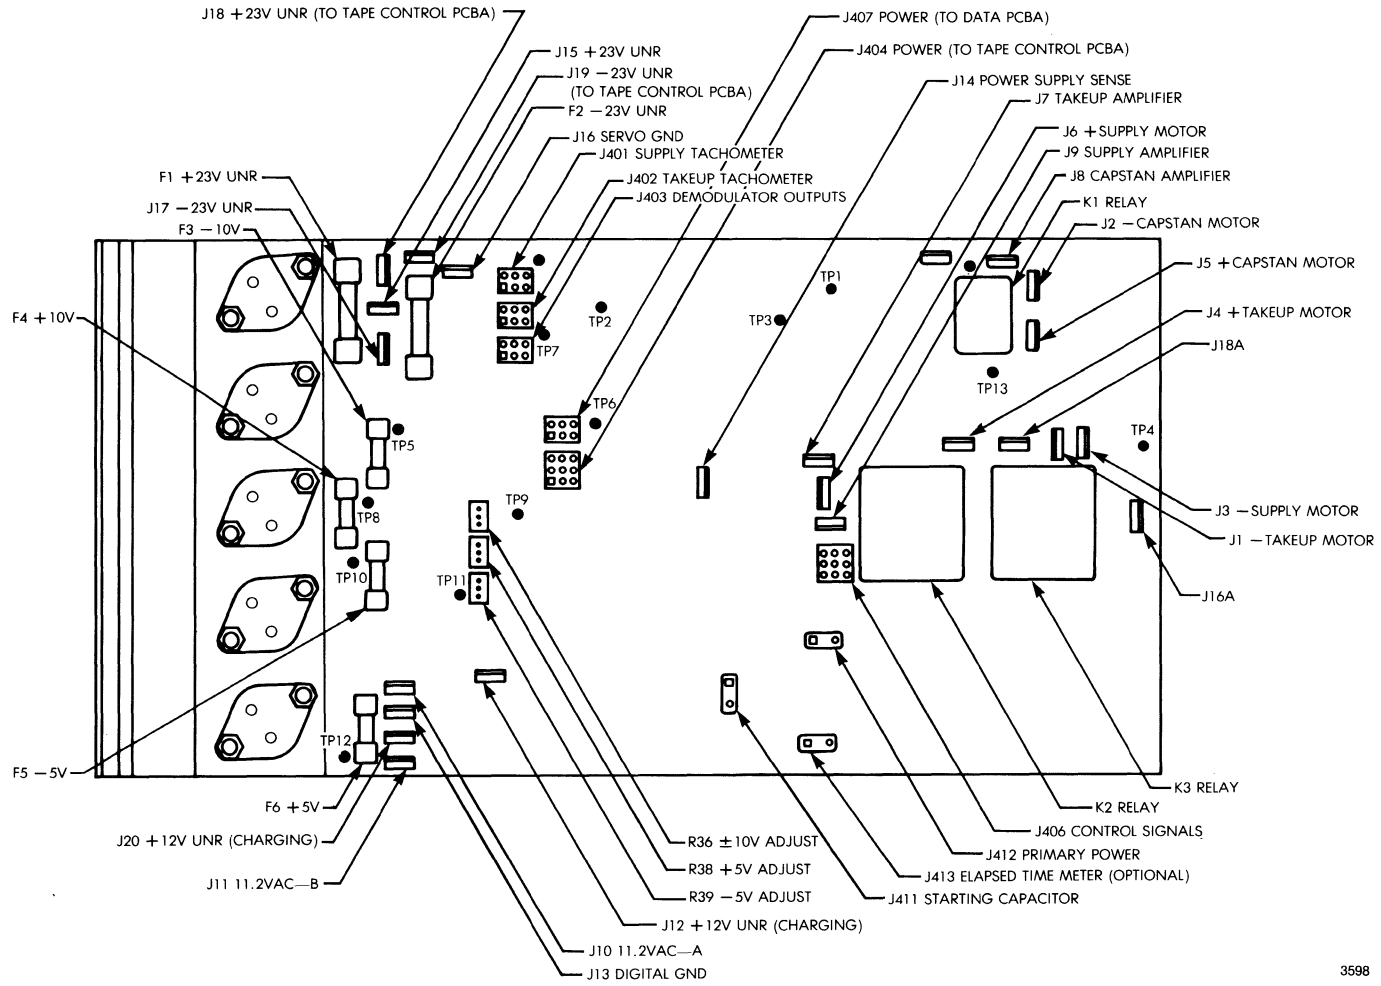 J18 +23V UNR (TO TAPE CONTROL PCBA)
J407 POWER (TO DATA PCBA)
J15 +23V UNR
J404 POWER (TO TAPE CONTROL PCBA)
J19 —23V UNR
(TO TAPE CONTROL PCBA)
J14 POWER SUPPLY SENSE
J7 TAKEUP AMPLIFIER
F2 —23V UNR
J6 +SUPPLY MOTOR
J16 SERVO GND
J401 SUPPLY TACHOMETER
J9 SUPPLY AMPLIFIER
J8 CAPSTAN AMPLIFIER
F1 +23V UNR
J402 TAKEUP TACHOMETER
J403 DEMODULATOR OUTPUTS
K1 RELAY
J17 —23V UNR
J2 —CAPSTAN MOTOR
F3 —10V
J5 +CAPSTAN MOTOR
TP1
F4 +10V
TP2
TP3
J4 +TAKEUP MOTOR
TP7
J18A
TP13
TP6
TP5
TP4
TP9
TP8
J3 —SUPPLY MOTOR
J1 —TAKEUP MOTOR
TP10
TP11
J16A
TP12
F5 —5V
K3 RELAY
F6 +5V
K2 RELAY
J20 +12V UNR (CHARGING)
R36 ±10V ADJUST
J406 CONTROL SIGNALS
J412 PRIMARY POWER
R38 +5V ADJUST
J413 ELAPSED TIME METER (OPTIONAL)
J11 11.2VAC—B
R39 —5V ADJUST
J411 STARTING CAPACITOR
J12 +12V UNR (CHARGING)
J10 11.2VAC—A
J13 DIGITAL GND
3598